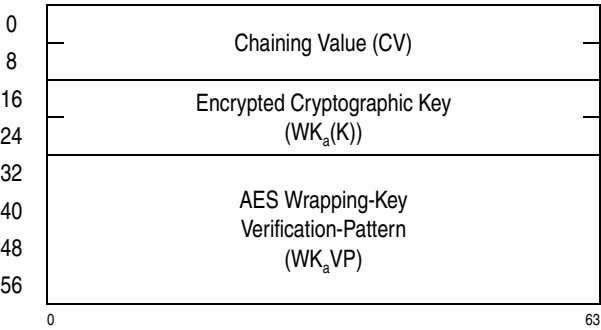 0
Chaining Value (CV)
8
16
Encrypted Cryptographic Key
(WKₐ(K))
24
32
AES Wrapping-Key
40
Verification-Pattern
48
(WKₐVP)
56
0 63